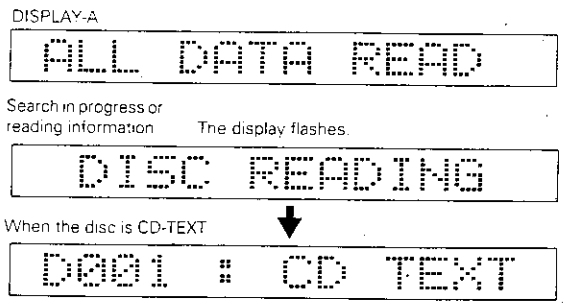 DISPLAY-A
ALL DATA READ
Search in progress or
reading information The display flashes.
DISC READING
When the disc is CD-TEXT
D001 : CD TEXT